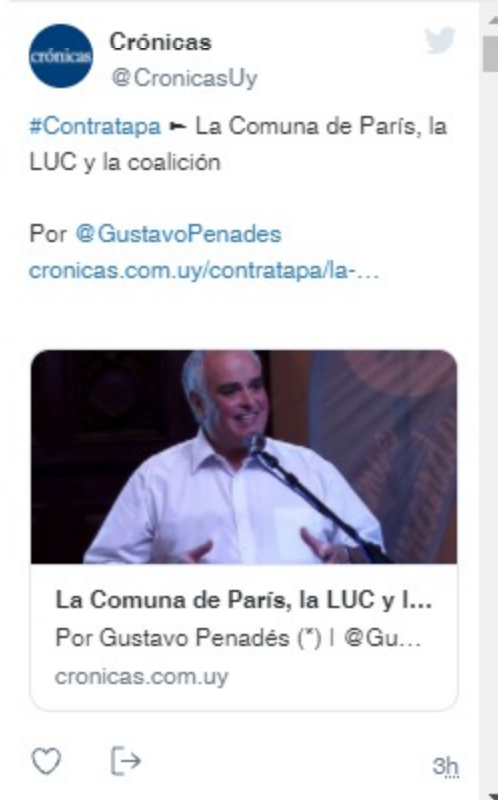 crónicas
Crónicas
@CronicasUy
#Contratapa ► La Comuna de París, la
LUC y la coalición
Por @GustavoPenades
cronicas.com.uy/contratapa/la-...
La Comuna de París, la LUC y l...
Por Gustavo Penadés (*) | @Gu...
cronicas.com.uy
3h